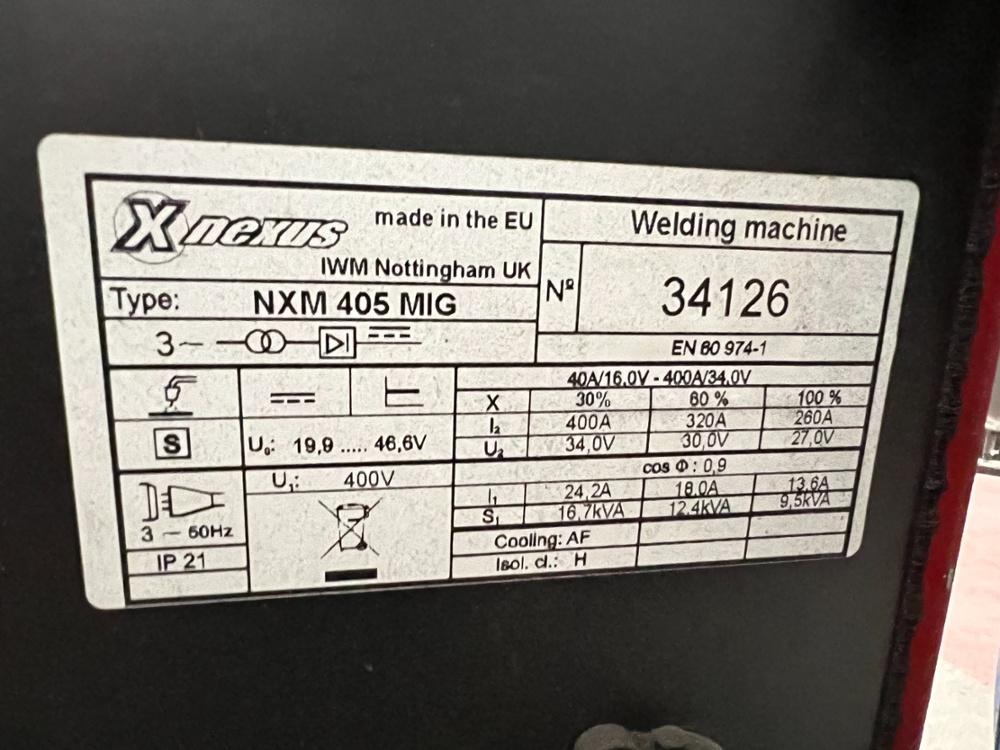 X nexus made in the EU
IWM Nottingham UK
Welding machine
Type: NXM 405 MIG
Nº 34126
3~
EN 60 974-1
40A/16,0V - 400A/34,0V
X 30% 60 % 100 %
I₂ 400A 320A 260A
U₂ 34,0V 30,0V 27,0V
S
U₀: 19,9 ..... 46,6V
U₁: 400V
cos Φ : 0,9
I₁ 24,2A 18,0A 13,6A
S₁ 16,7kVA 12,4kVA 9,5kVA
3 ~ 50Hz
Cooling: AF
IP 21
Isol. cl.: H